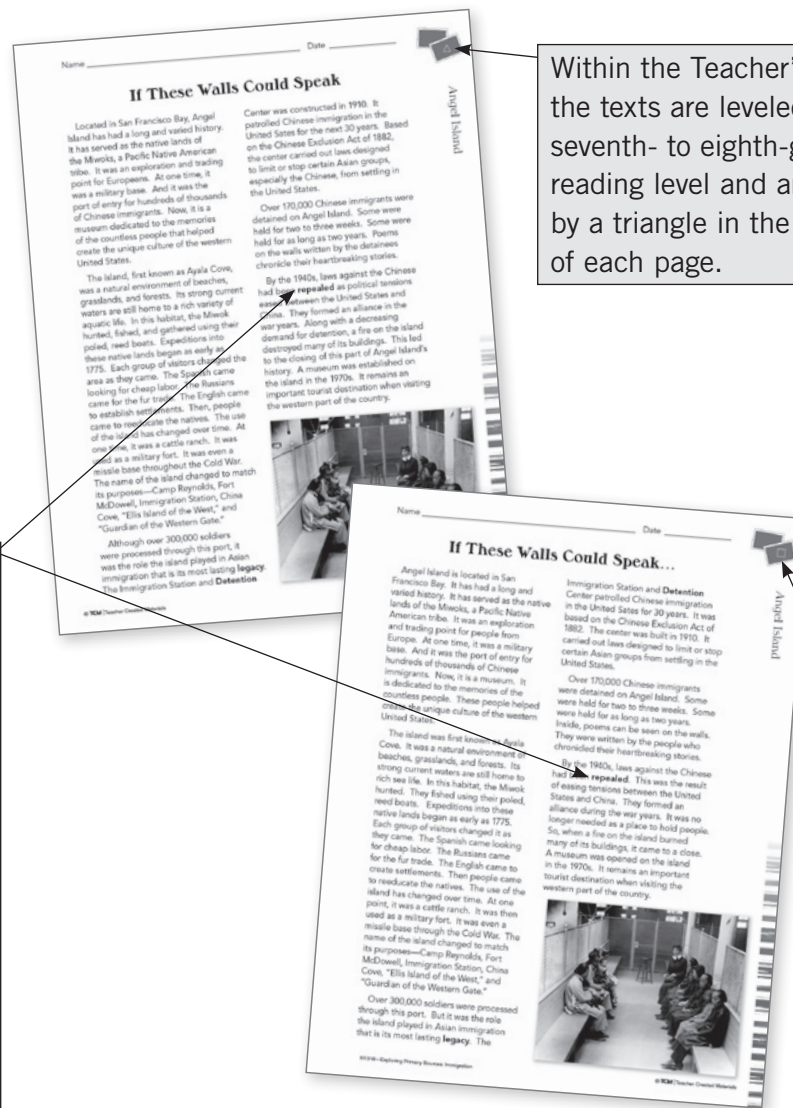 Within the Teacher'
the texts are leveled
seventh- to eighth-g
reading level and a
by a triangle in the
of each page.
Name Date
If These Walls Could Speak
Angel Island
Located in San Francisco Bay, Angel
Island has had a long and varied history.
It has served as the native lands of
the Miwoks, a Pacific Native American
tribe. It was an exploration and trading
point for Europeans. At one time, it
was a military base. And it was the
port of entry for hundreds of thousands
of Chinese immigrants. Now, it is a
museum dedicated to the memories
of the countless people that helped
create the unique culture of the western
United States.
The Island, first known as Ayala Cove,
was a natural environment of beaches,
grasslands, and forests. Its strong current
waters are still home to a rich variety of
aquatic life. In this habitat, the Miwok
hunted, fished, and gathered using their
poled, reed boats. Expeditions into
these native lands began as early as
1775. Each group of visitors changed the
area as they came. The Spanish came
looking for cheap labor. The Russians
came for the fur trade. The English came
to establish settlements. Then, people
came to reeducate the natives. The use
of the island has changed over time. At
one time, it was a cattle ranch. It was
used as a military fort. It was even a
missile base throughout the Cold War.
The name of the island changed to match
its purposes—Camp Reynolds, Fort
McDowell, Immigration Station, China
Cove, "Ellis Island of the West," and
"Guardian of the Western Gate."
Although over 300,000 soldiers
were processed through this port, it
was the role the island played in Asian
immigration that is its most lasting legacy.
The Immigration Station and Detention
Center was constructed in 1910. It
patrolled Chinese immigration in the
United Sates for the next 30 years. Based
on the Chinese Exclusion Act of 1882,
the center carried out laws designed
to limit or stop certain Asian groups,
especially the Chinese, from settling in
the United States.
Over 170,000 Chinese immigrants were
detained on Angel Island. Some were
held for two to three weeks. Some were
held for as long as two years. Poems
on the walls written by the detainees
chronicle their heartbreaking stories.
By the 1940s, laws against the Chinese
had been repealed as political tensions
eased between the United States and
China. They formed an alliance in the
war years. Along with a decreasing
demand for detention, a fire on the island
destroyed many of its buildings. This led
to the closing of this part of Angel Island's
history. A museum was established on
the island in the 1970s. It remains an
important tourist destination when visiting
the western part of the country.
© TCM | Teacher Created Materials
Name Date
If These Walls Could Speak…
Angel Island
Angel Island is located in San
Francisco Bay. It has had a long and
varied history. It has served as the native
lands of the Miwoks, a Pacific Native
American tribe. It was an exploration
and trading point for people from
Europe. At one time, it was a military
base. And it was the port of entry for
hundreds of thousands of Chinese
immigrants. Now, it is a museum. It
is dedicated to the memories of the
countless people. These people helped
create the unique culture of the western
United States.
The island was first known as Ayala
Cove. It was a natural environment of
beaches, grasslands, and forests. Its
strong current waters are still home to
rich sea life. In this habitat, the Miwok
hunted. They fished using their poled,
reed boats. Expeditions into these
native lands began as early as 1775.
Each group of visitors changed it as
they came. The Spanish came looking
for cheap labor. The Russians came
for the fur trade. The English came to
create settlements. Then people came
to reeducate the natives. The use of the
island has changed over time. At one
point, it was a cattle ranch. It was then
used as a military fort. It was even a
missile base through the Cold War. The
name of the island changed to match
its purposes—Camp Reynolds, Fort
McDowell, Immigration Station, China
Cove, "Ellis Island of the West," and
"Guardian of the Western Gate."
Over 300,000 soldiers were processed
through this port. But it was the role
the island played in Asian immigration
that is its most lasting legacy. The
Immigration Station and Detention
Center patrolled Chinese immigration
in the United Sates for 30 years. It was
based on the Chinese Exclusion Act of
1882. The center was built in 1910. It
carried out laws designed to limit or stop
certain Asian groups from settling in the
United States.
Over 170,000 Chinese immigrants
were detained on Angel Island. Some
were held for two to three weeks. Some
were held for as long as two years.
Inside, poems can be seen on the walls.
They were written by the people who
chronicled their heartbreaking stories.
By the 1940s, laws against the Chinese
had been repealed. This was the result
of easing tensions between the United
States and China. They formed an
alliance during the war years. It was no
longer needed as a place to hold people.
So, when a fire on the island burned
many of its buildings, it came to a close.
A museum was opened on the island
in the 1970s. It remains an important
tourist destination when visiting the
western part of the country.
—Exploring Primary Sources: Immigration
© TCM | Teacher Created Materials